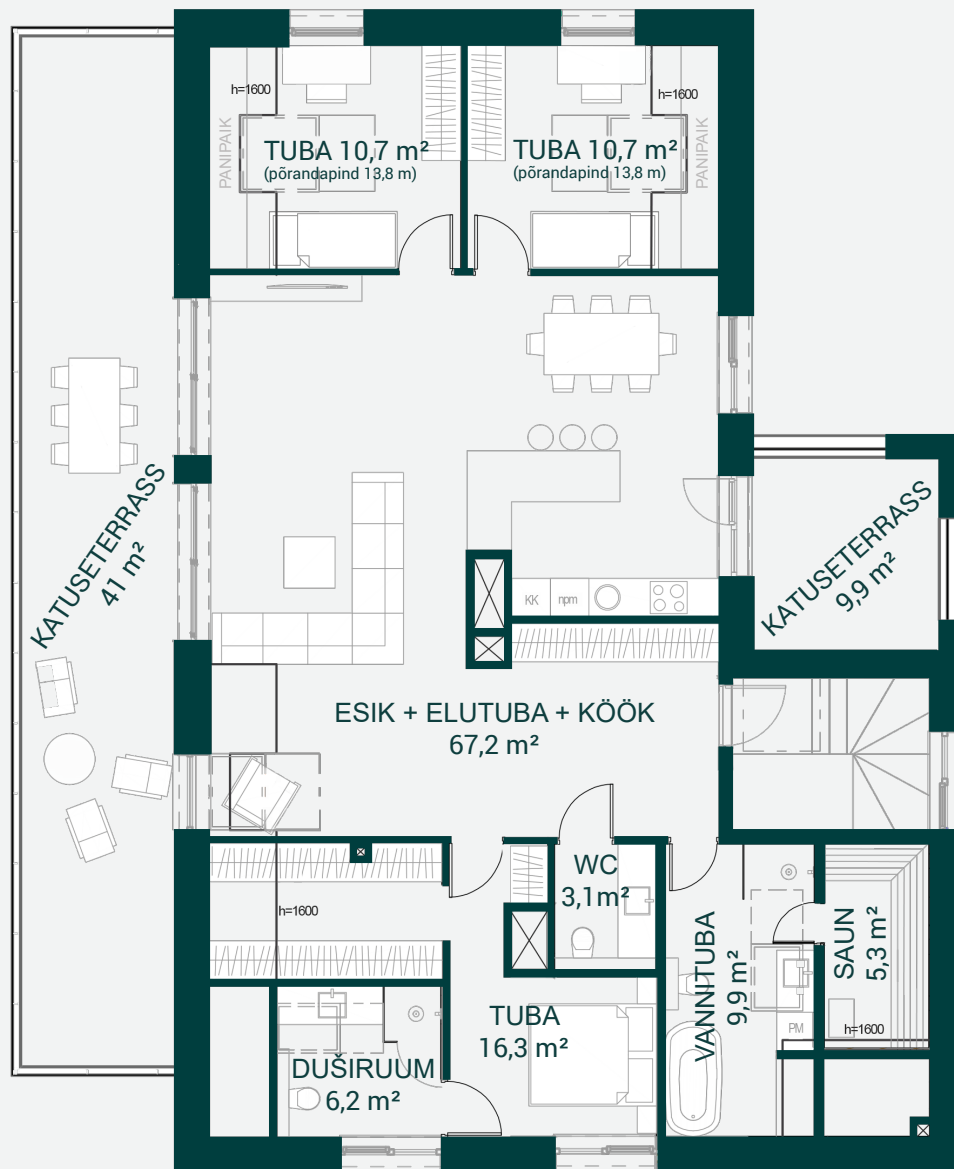 h=1600
h=1600
PANIPAIK
TUBA 10,7 m²
(põrandapind 13,8 m)
TUBA 10,7 m²
(põrandapind 13,8 m)
PANIPAIK
KATUSETERRASS
41 m²
KATUSETERRASS
9,9 m²
KK
npm
ESIK + ELUTUBA + KÖÖK
67,2 m²
WC
3,1m²
h=1600
VANNITUBA
9,9 m²
SAUN
5,3 m²
h=1600
PM
TUBA
16,3 m²
DUŠIRUUM
6,2 m²